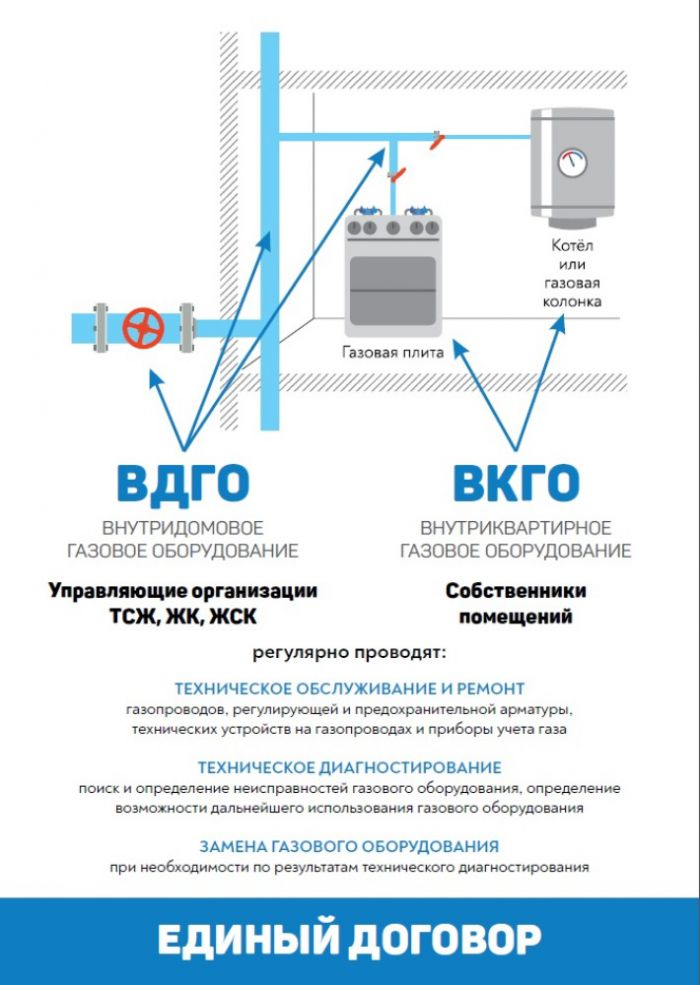 Котёл
или
газовая
колонка
Газовая плита
ВДГО
ВНУТРИДОМОВОЕ
ГАЗОВОЕ ОБОРУДОВАНИЕ
Управляющие организации
ТСЖ, ЖК, ЖСК
ВКГО
ВНУТРИКВАРТИРНОЕ
ГАЗОВОЕ ОБОРУДОВАНИЕ
Собственники
помещений
регулярно проводят:
ТЕХНИЧЕСКОЕ ОБСЛУЖИВАНИЕ И РЕМОНТ
газопроводов, регулирующей и предохранительной арматуры,
технических устройств на газопроводах и приборы учета газа
ТЕХНИЧЕСКОЕ ДИАГНОСТИРОВАНИЕ
поиск и определение неисправностей газового оборудования, определение
возможности дальнейшего использования газового оборудования
ЗАМЕНА ГАЗОВОГО ОБОРУДОВАНИЯ
при необходимости по результатам технического диагностирования
ЕДИНЫЙ ДОГОВОР